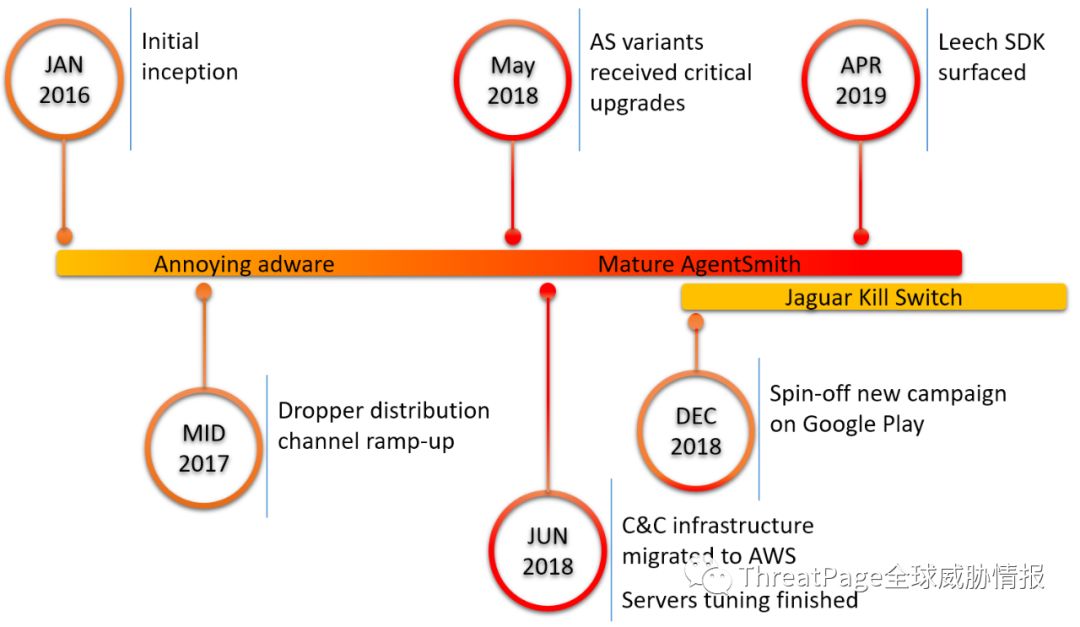 JAN
2016
Initial
inception
May
2018
AS variants
received critical
upgrades
APR
2019
Leech SDK
surfaced
Annoying adware
Mature AgentSmith
Jaguar Kill Switch
MID
2017
Dropper distribution
channel ramp-up
DEC
2018
Spin-off new campaign
on Google Play
JUN
2018
C&C infrastructure
migrated to AWS
Servers tuning finished
ThreatPage全球威胁情报